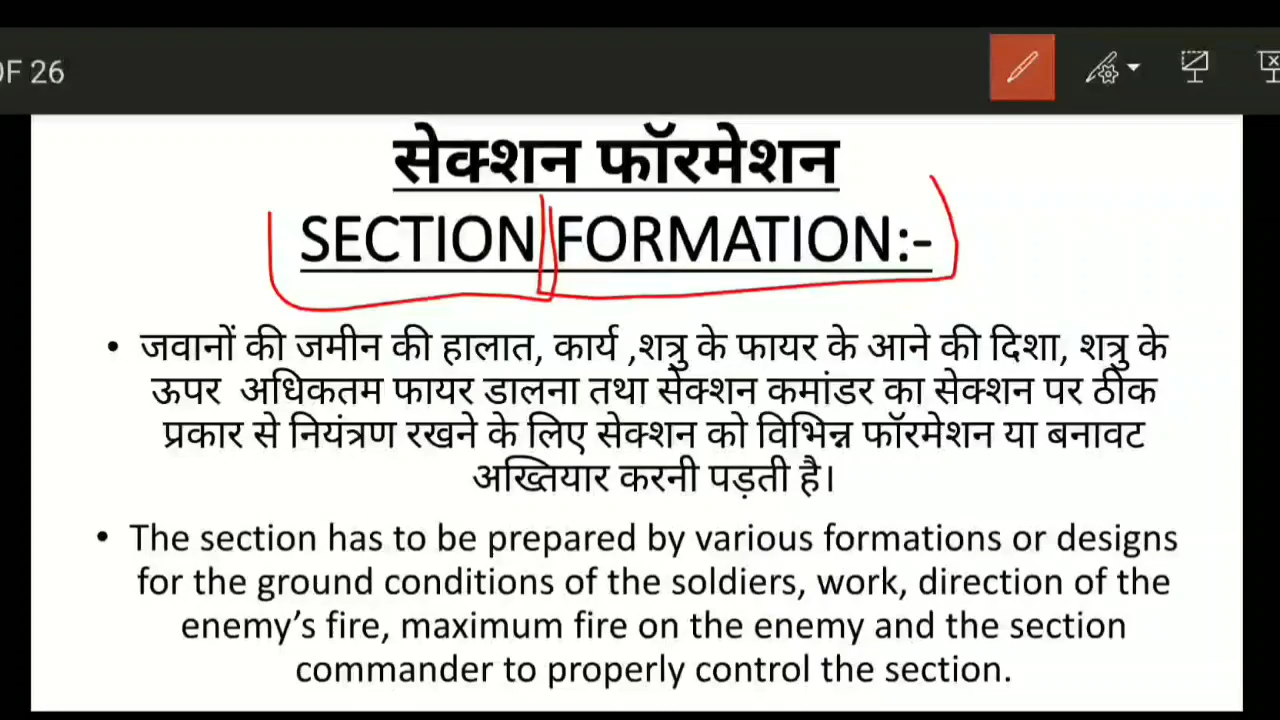 OF 26
सेक्शन फॉरमेशन
SECTION FORMATION:-
• जवानों की जमीन की हालात, कार्य ,शत्रु के फायर के आने की दिशा, शत्रु के
ऊपर अधिकतम फायर डालना तथा सेक्शन कमांडर का सेक्शन पर ठीक
प्रकार से नियंत्रण रखने के लिए सेक्शन को विभिन्न फॉरमेशन या बनावट
अख्तियार करनी पड़ती है।
• The section has to be prepared by various formations or designs
for the ground conditions of the soldiers, work, direction of the
enemy’s fire, maximum fire on the enemy and the section
commander to properly control the section.